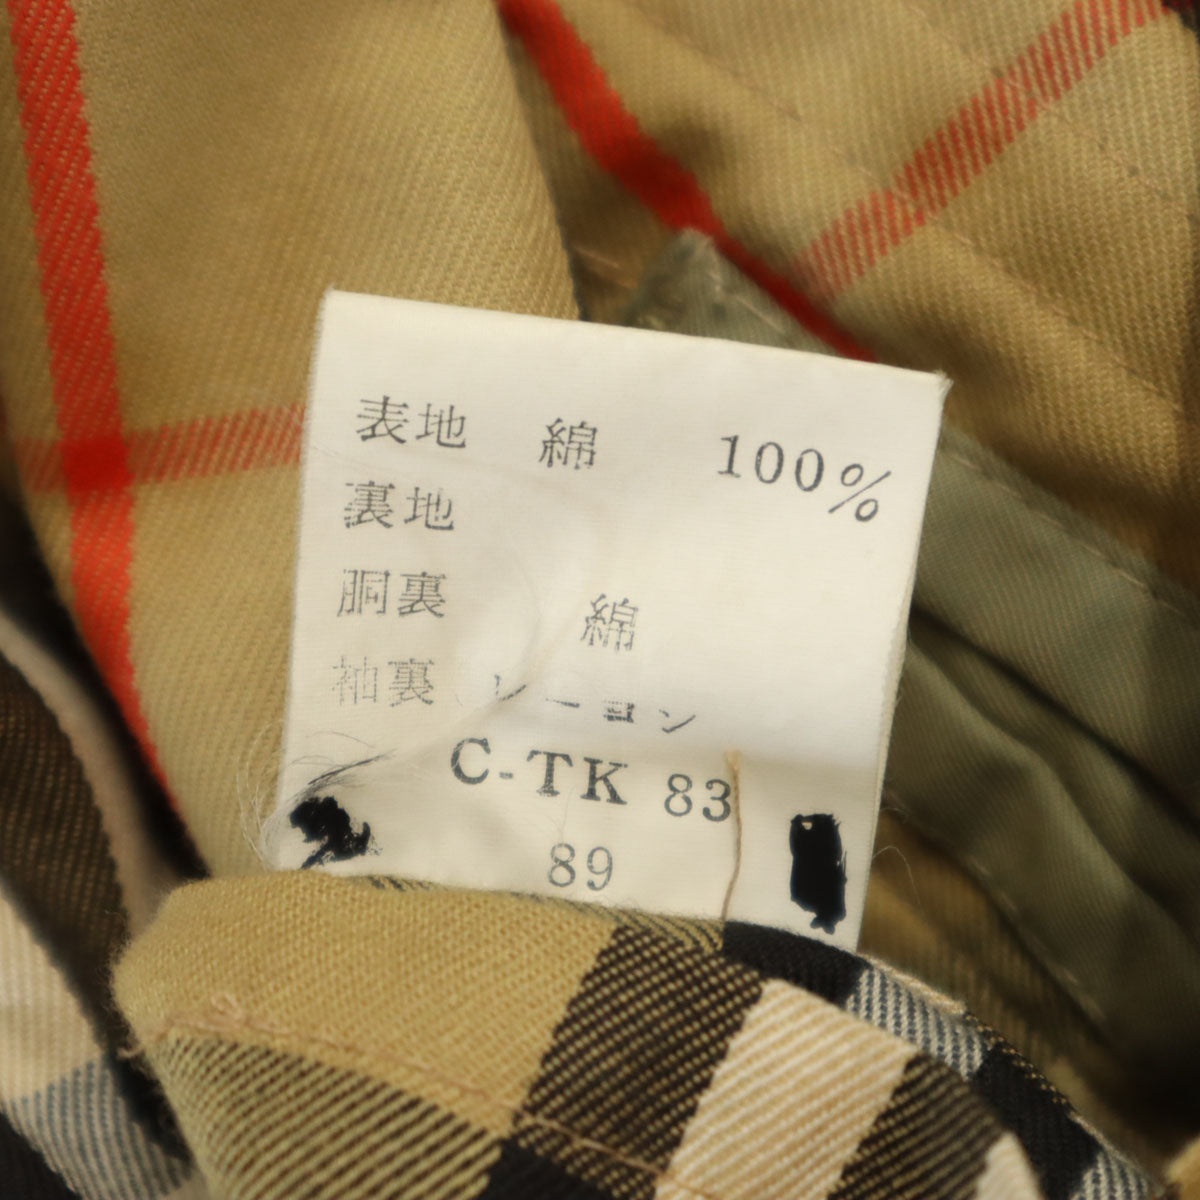 表地 綿 100%
裏地
胴裏 綿
袖裏 レーヨン
C-TK 83
89